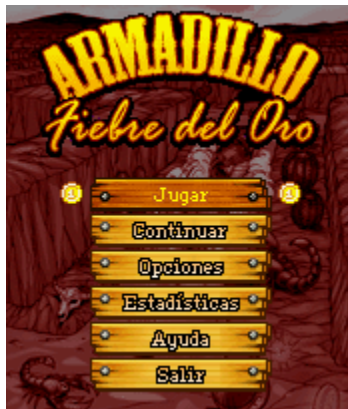 ARMADILLO
Fiebre del Oro
Jugar
Continuar
Opciones
Estadísticas
Ayuda
Salir